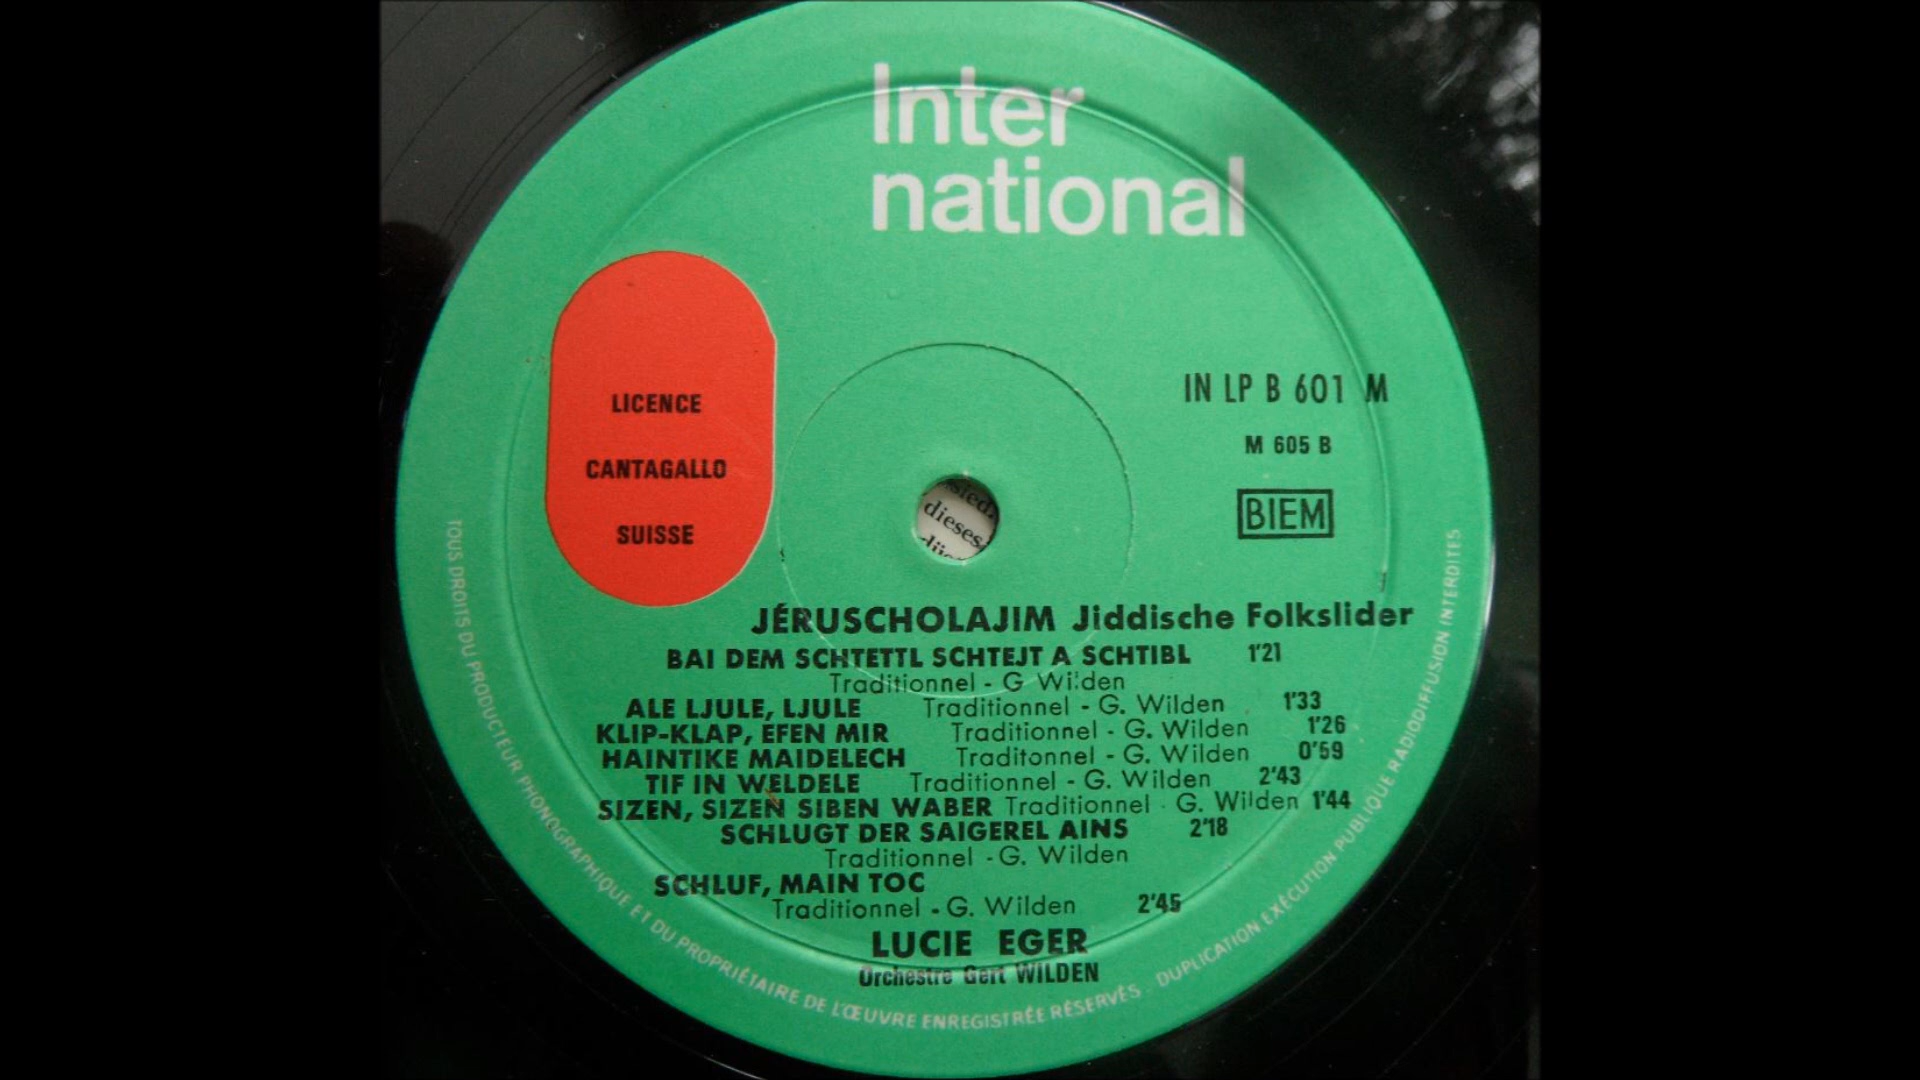 Inter
national
LICENCE
CANTAGALLO
SUISSE
IN LP B 601 M
M 605 B
BIEM
dieses
JÉRUSCHOLAJIM Jiddische Folkslider
BAI DEM SCHTETTL SCHTEJT A SCHTIBL 1'21
Traditionnel - G Wilden
ALE LJULE, LJULE Traditionnel - G. Wilden 1'33
KLIP-KLAP, EFEN MIR Traditionnel - G. Wilden 1'26
HAINTIKE MAIDELECH Traditonnel - G. Wilden 0'59
TIF IN WELDELE Traditionnel - G. Wilden 2'43
SIZEN, SIZEN SIBEN WABER Traditionnel - G. Wilden 1'44
SCHLUGT DER SAIGEREL AINS 2'18
Traditionnel - G. Wilden
SCHLUF, MAIN TOC
Traditionnel - G. Wilden 2'45
LUCIE EGER
Orchestre Gert WILDEN
TOUS DROITS DU PRODUCTEUR PHONOGRAPHIQUE ET DU PROPRIÉTAIRE DE L'ŒUVRE ENREGISTRÉE RÉSERVÉS - DUPLICATION EXÉCUTION PUBLIQUE RADIODIFFUSION INTERDITES